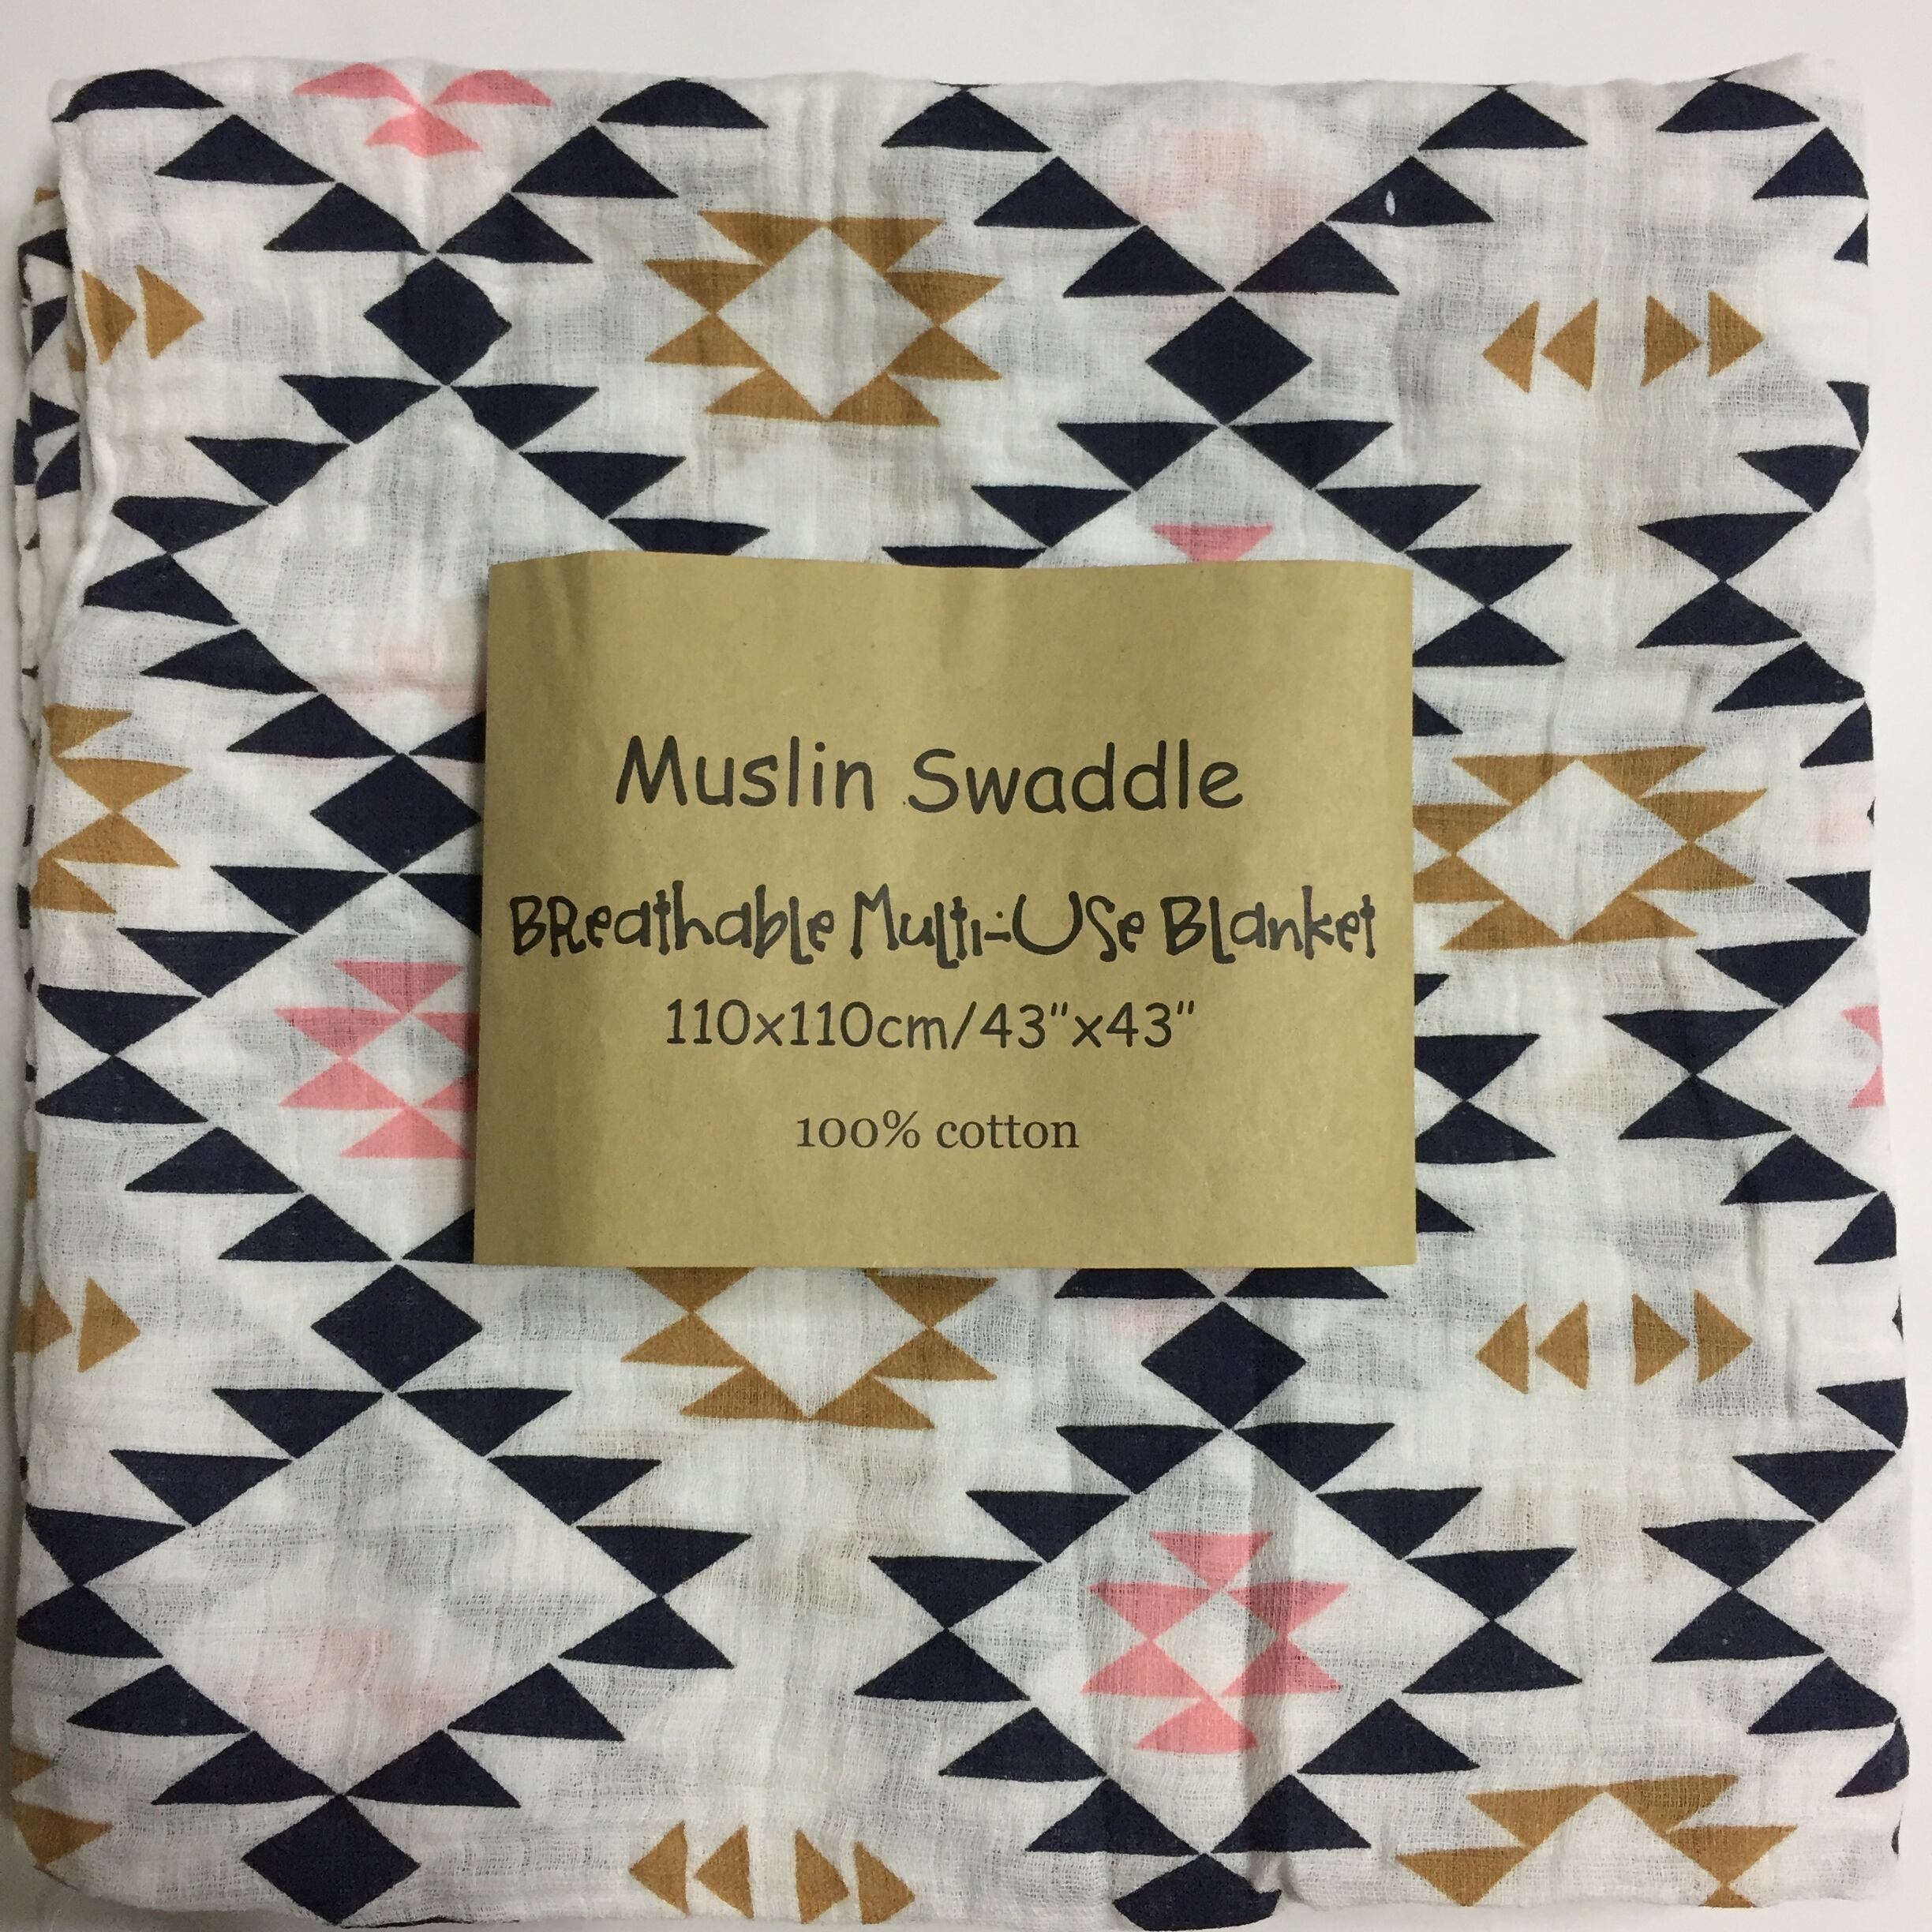 Muslin Swaddle
Breathable Multi-Use Blanket
110x110cm/43"x43"
100% cotton